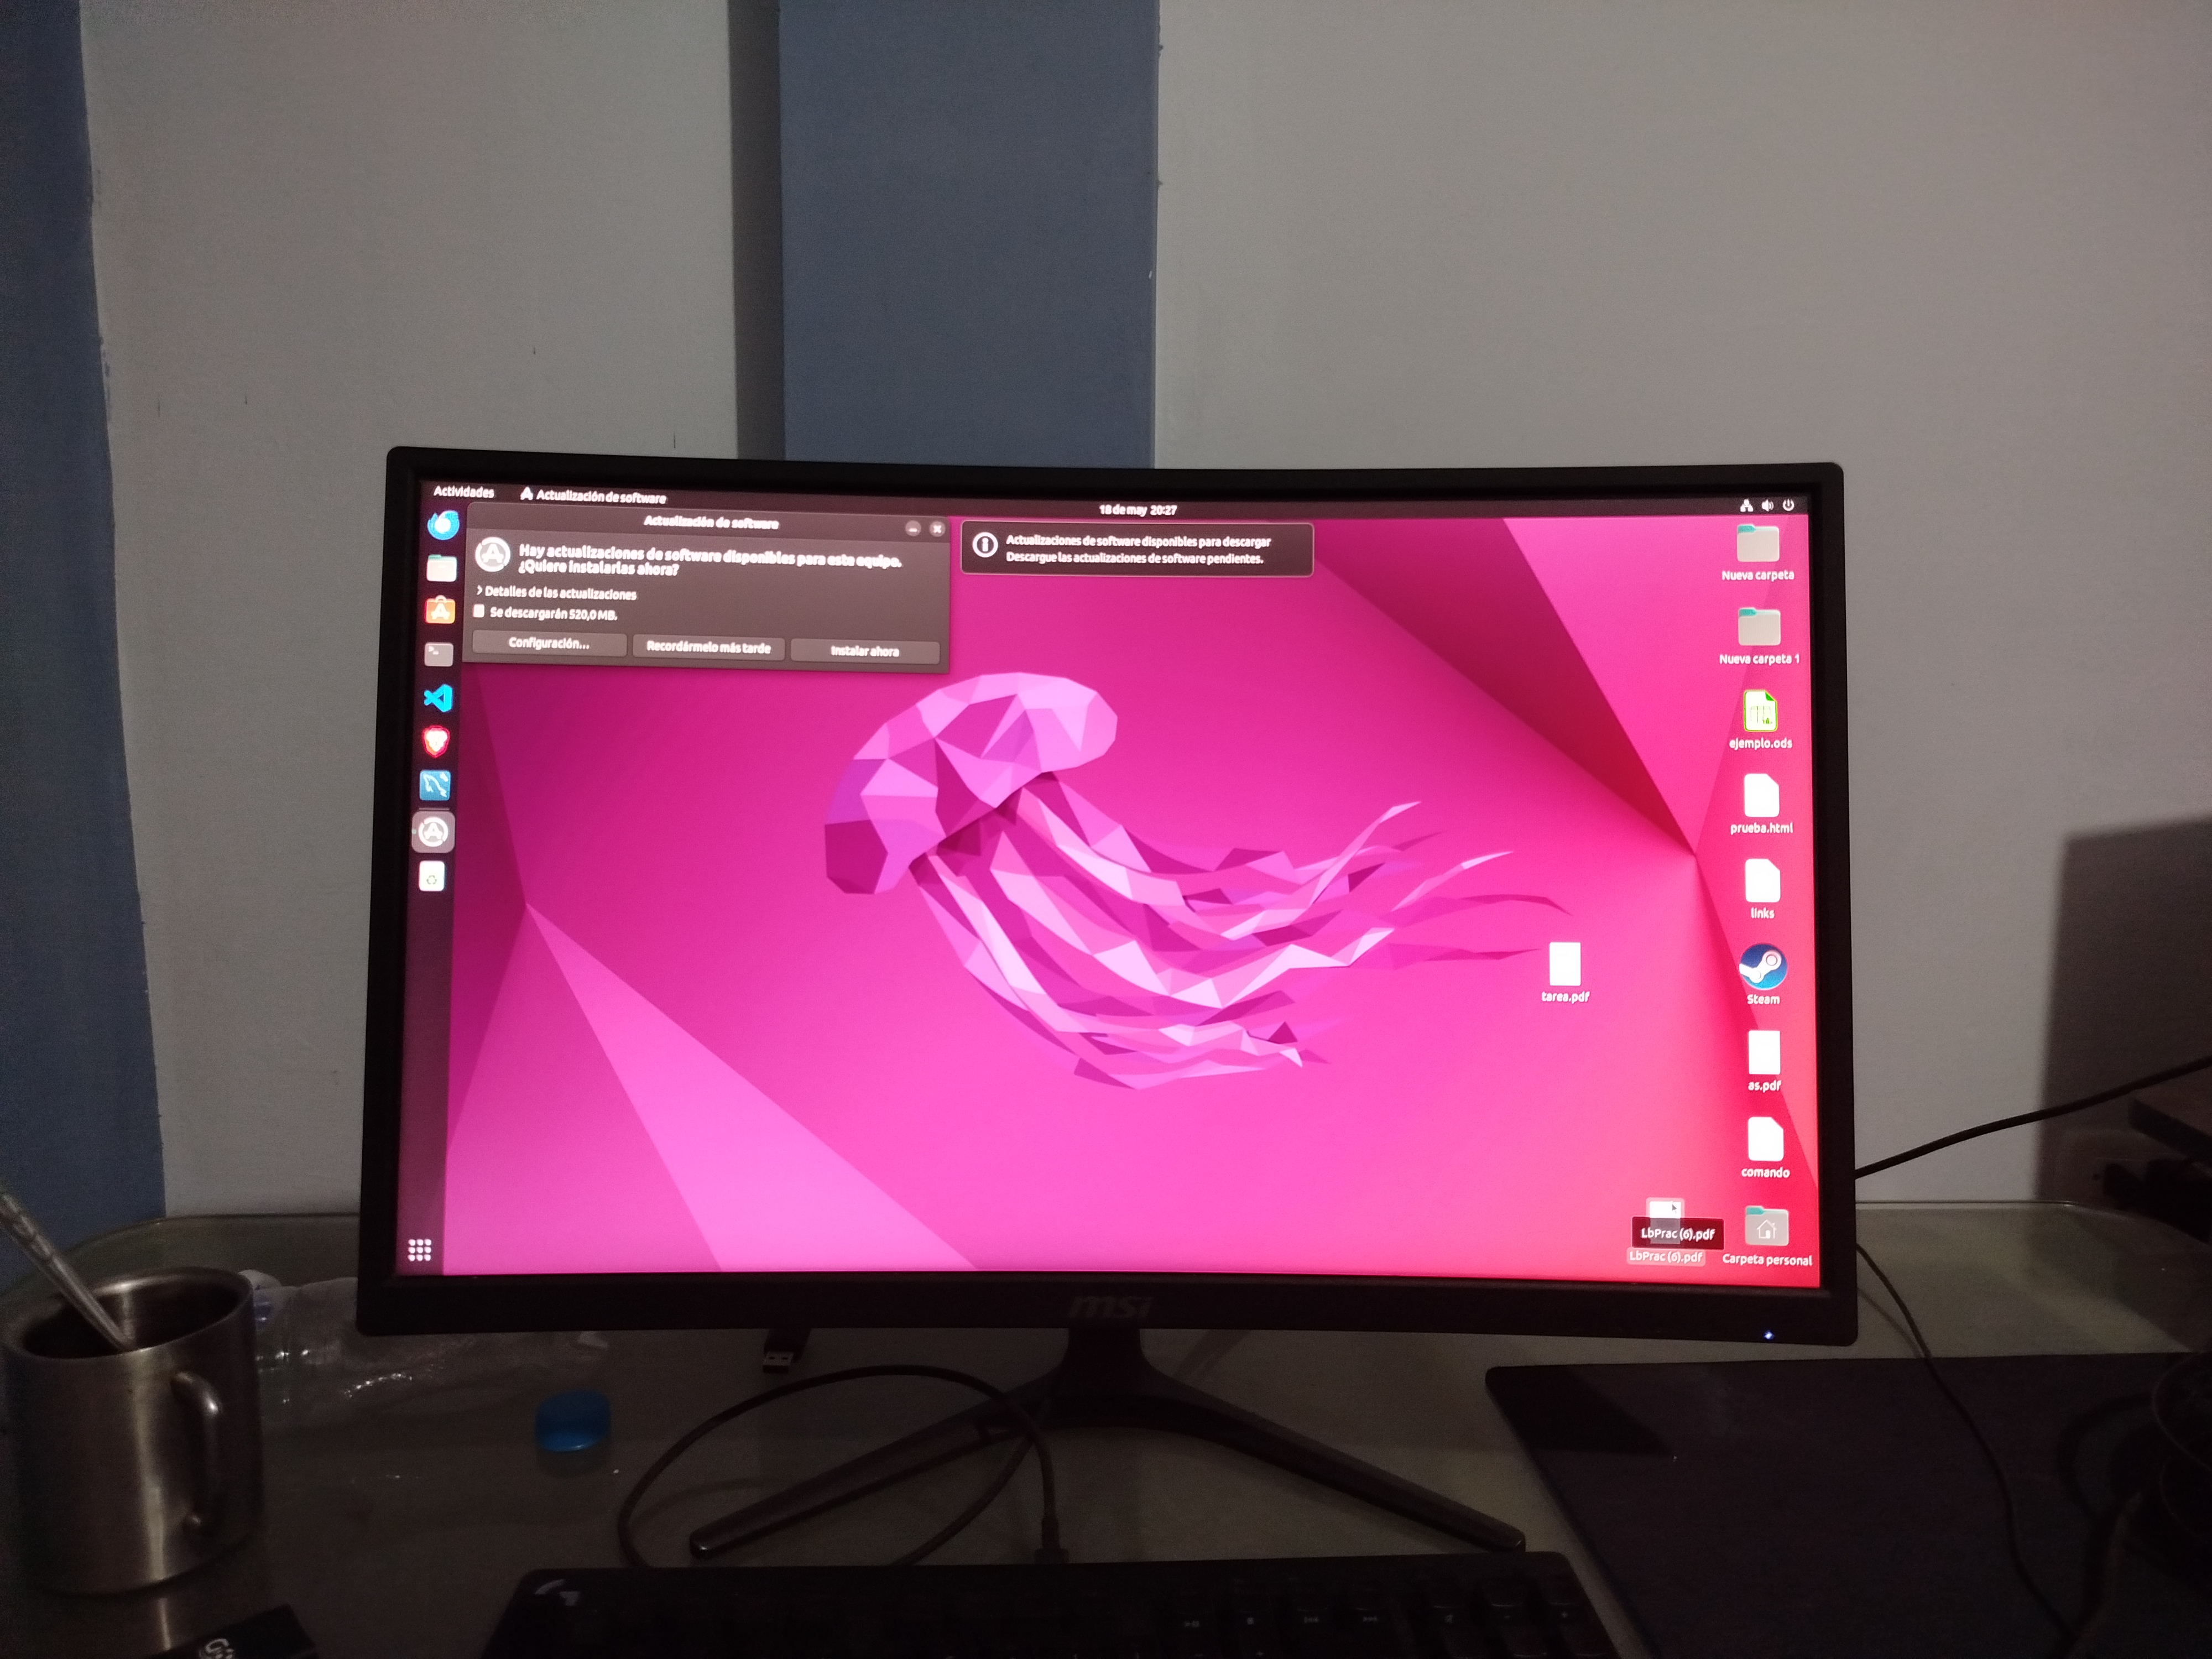 Actividades
Actualización de software
18 de may 20:27
Actualización de software
Hay actualizaciones de software disponibles para este equipo.
¿Quiere instalarlas ahora?
Detalles de las actualizaciones
Se descargarán 520,0 MB.
Configuración...
Recordármelo más tarde
Instalar ahora
Actualizaciones de software disponibles para descargar
Descargue las actualizaciones de software pendientes.
Nueva carpeta
Nueva carpeta 1
ejemplo.ods
prueba.html
links
Steam
tarea.pdf
as.pdf
comando
LbPrac (6).pdf
LbPrac (6).pdf
Carpeta personal
msi